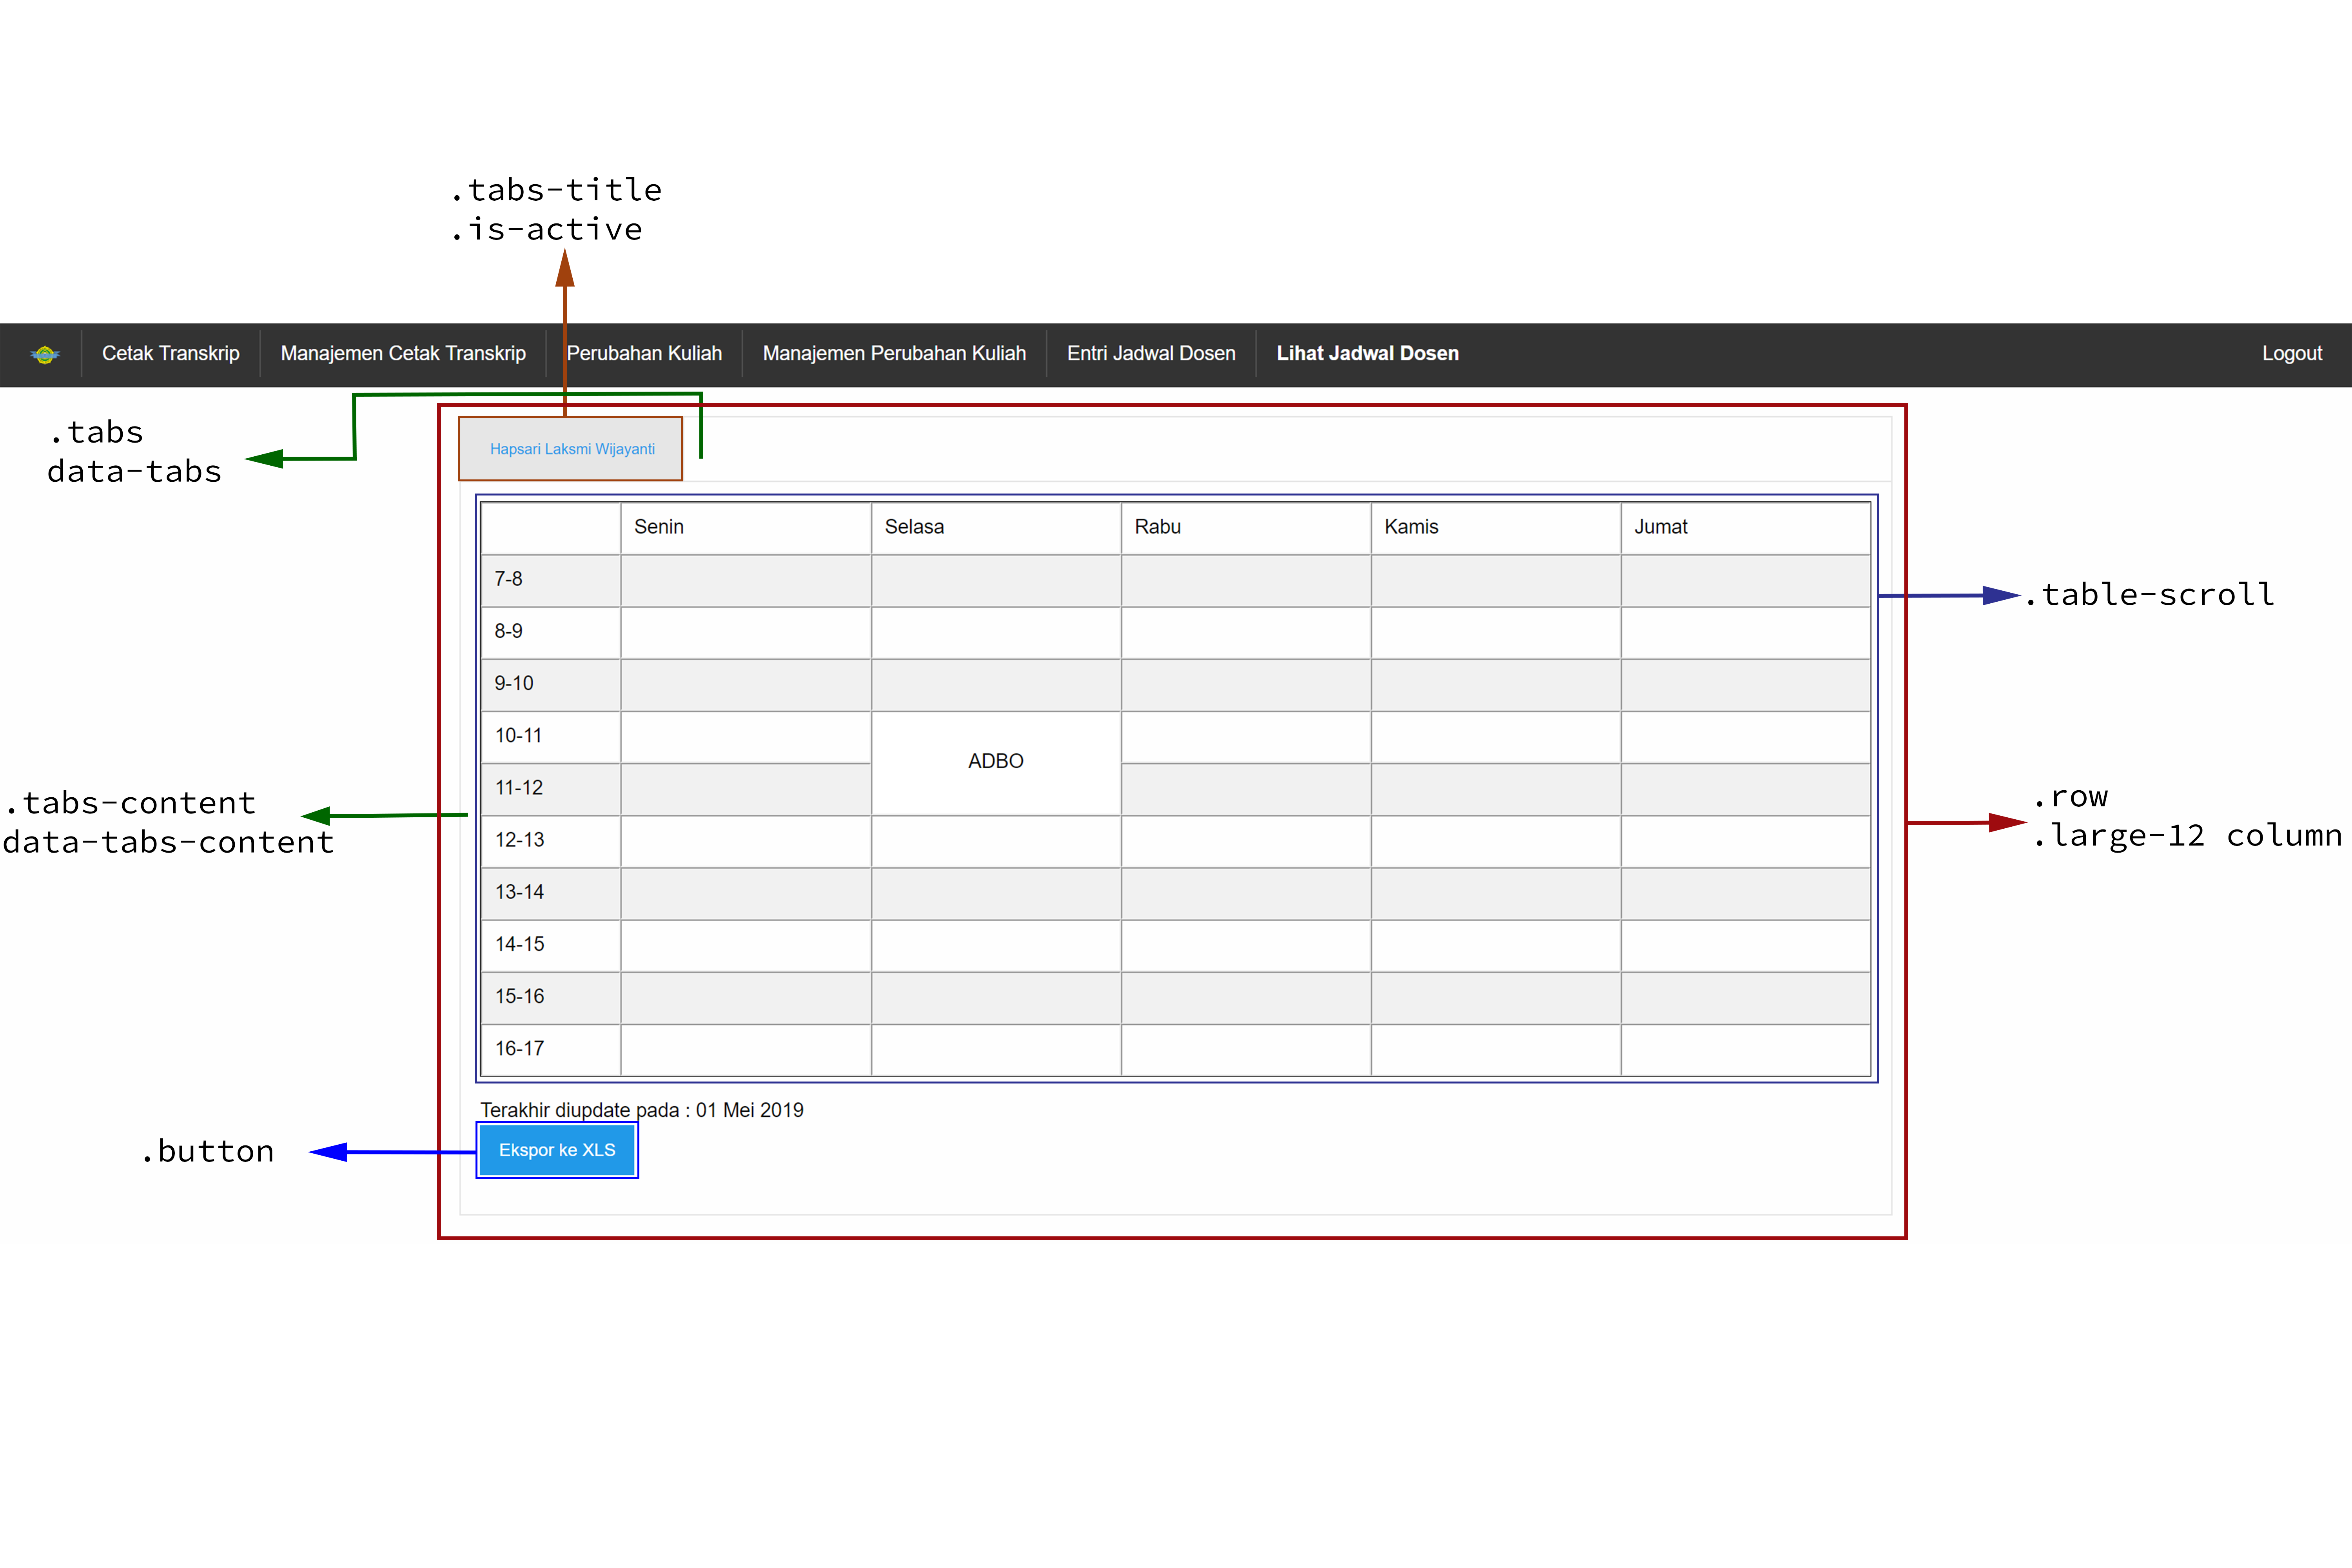 .tabs-title
.is-active
Cetak Transkrip Manajemen Cetak Transkrip Perubahan Kuliah Manajemen Perubahan Kuliah Entri Jadwal Dosen Lihat Jadwal Dosen Logout
.tabs
data-tabs
Hapsari Laksmi Wijayanti
Senin Selasa Rabu Kamis Jumat
7-8
.table-scroll
8-9
9-10
10-11
ADBO
11-12
.tabs-content
data-tabs-content
.row
.large-12 column
12-13
13-14
14-15
15-16
16-17
Terakhir diupdate pada : 01 Mei 2019
.button
Ekspor ke XLS